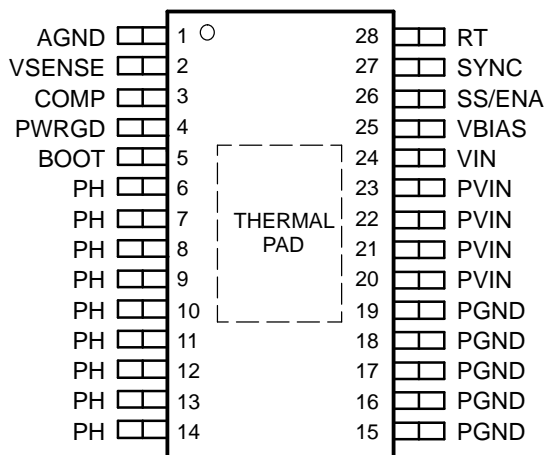 AGND 1 28 RT
VSENSE 2 27 SYNC
COMP 3 26 SS/ENA
PWRGD 4 25 VBIAS
BOOT 5 24 VIN
PH 6 23 PVIN
PH 7 22 PVIN
PH 8 21 PVIN
PH 9 20 PVIN
PH 10 19 PGND
PH 11 18 PGND
PH 12 17 PGND
PH 13 16 PGND
PH 14 15 PGND
THERMAL
PAD